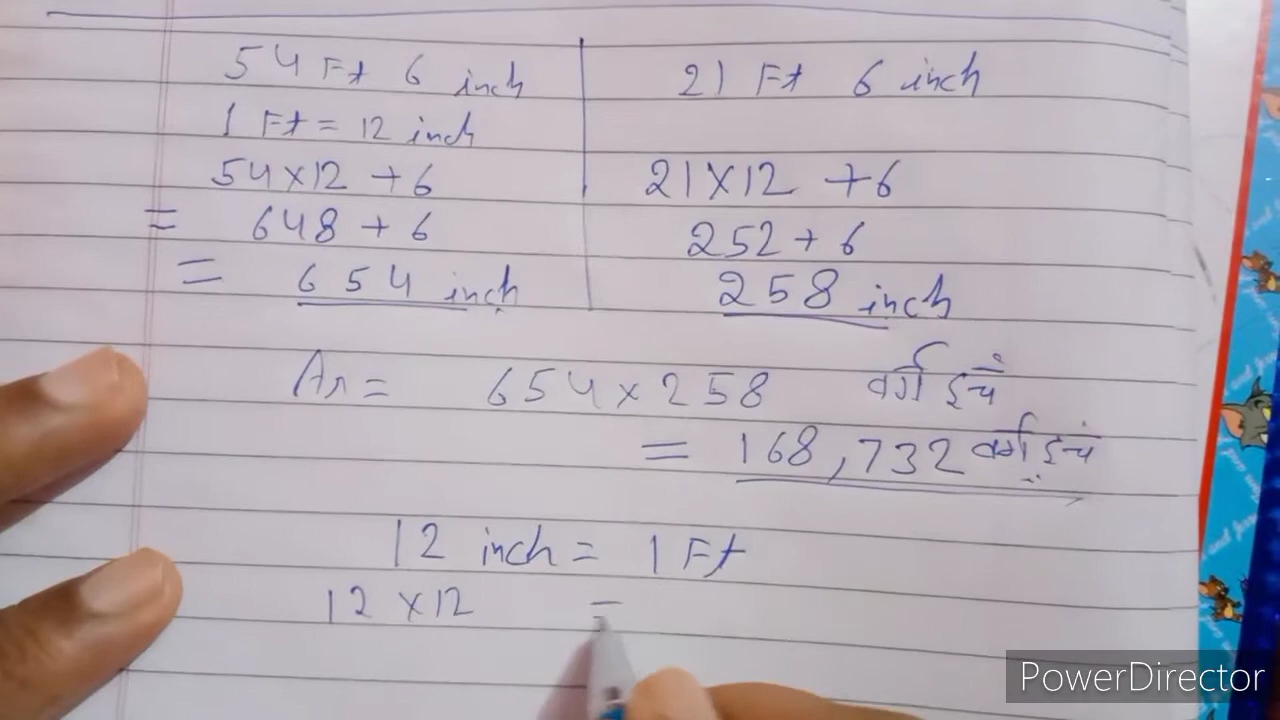 54 Ft 6 inch
1 Ft = 12 inch
54×12 +6
= 648 + 6
= 654 inch
21 Ft 6 inch
21×12 +6
252 + 6
258 inch
Ar = 654×258 वर्ग इंच
= 168,732 वर्ग इंच
12 inch = 1 Ft
12 ×12 =
PowerDirector